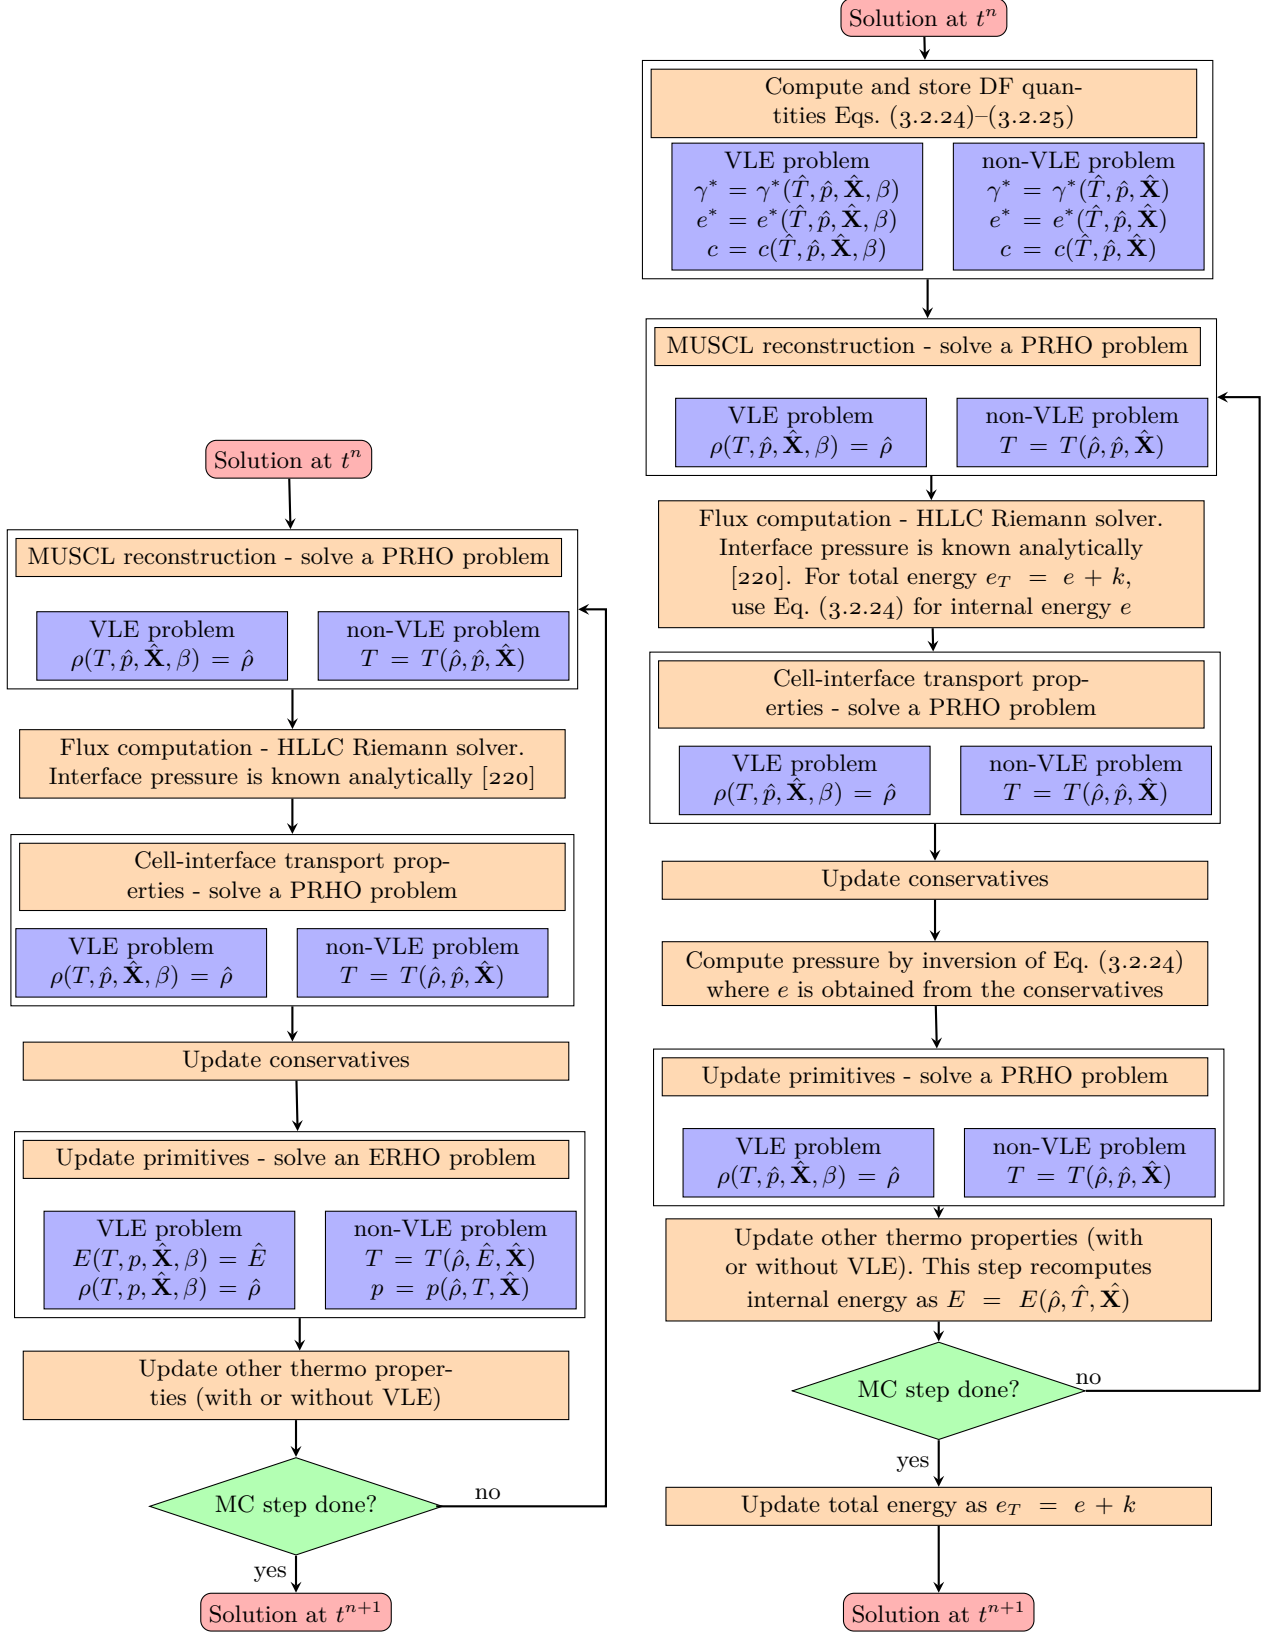 Solution at tⁿ
MUSCL reconstruction - solve a PRHO problem
VLE problem
ρ(T, p̂, X̂, β) = ρ̂
non-VLE problem
T = T(ρ̂, p̂, X̂)
Flux computation - HLLC Riemann solver.
Interface pressure is known analytically [220]
Cell-interface transport prop-
erties - solve a PRHO problem
VLE problem
ρ(T, p̂, X̂, β) = ρ̂
non-VLE problem
T = T(ρ̂, p̂, X̂)
Update conservatives
Update primitives - solve an ERHO problem
VLE problem
E(T, p, X̂, β) = Ê
ρ(T, p, X̂, β) = ρ̂
non-VLE problem
T = T(ρ̂, Ê, X̂)
p = p(ρ̂, T, X̂)
Update other thermo proper-
ties (with or without VLE)
MC step done?
no
yes
Solution at tⁿ⁺¹
Solution at tⁿ
Compute and store DF quan-
tities Eqs. (3.2.24)–(3.2.25)
VLE problem
γ* = γ*(T̂, p̂, X̂, β)
e* = e*(T̂, p̂, X̂, β)
c = c(T̂, p̂, X̂, β)
non-VLE problem
γ* = γ*(T̂, p̂, X̂)
e* = e*(T̂, p̂, X̂)
c = c(T̂, p̂, X̂)
MUSCL reconstruction - solve a PRHO problem
VLE problem
ρ(T, p̂, X̂, β) = ρ̂
non-VLE problem
T = T(ρ̂, p̂, X̂)
Flux computation - HLLC Riemann solver.
Interface pressure is known analytically
[220]. For total energy e_T = e + k,
use Eq. (3.2.24) for internal energy e
Cell-interface transport prop-
erties - solve a PRHO problem
VLE problem
ρ(T, p̂, X̂, β) = ρ̂
non-VLE problem
T = T(ρ̂, p̂, X̂)
Update conservatives
Compute pressure by inversion of Eq. (3.2.24)
where e is obtained from the conservatives
Update primitives - solve a PRHO problem
VLE problem
ρ(T, p̂, X̂, β) = ρ̂
non-VLE problem
T = T(ρ̂, p̂, X̂)
Update other thermo properties (with
or without VLE). This step recomputes
internal energy as E = E(ρ̂, T̂, X̂)
MC step done?
no
yes
Update total energy as e_T = e + k
Solution at tⁿ⁺¹